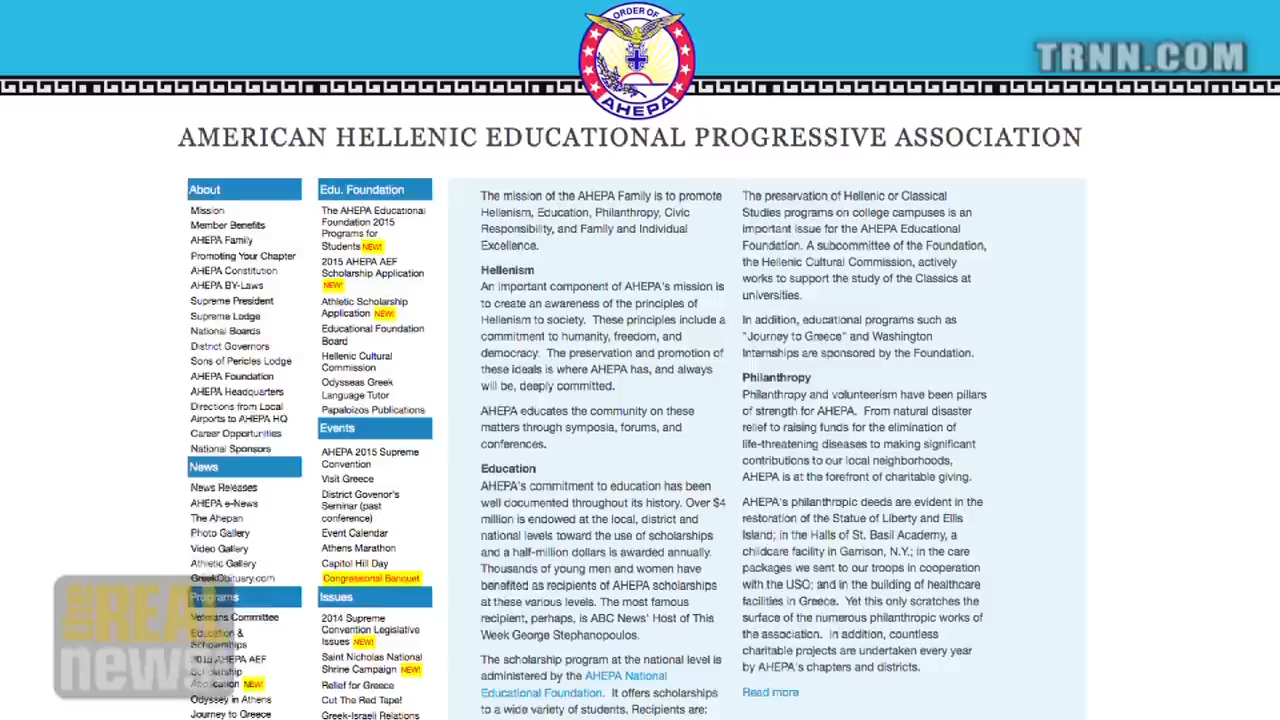 ORDER OF
AHEPA
TRNN.COM
AMERICAN HELLENIC EDUCATIONAL PROGRESSIVE ASSOCIATION
About
Mission
Member Benefits
AHEPA Family
Promoting Your Chapter
AHEPA Constitution
AHEPA BY-Laws
Supreme President
Supreme Lodge
National Boards
District Governors
Sons of Pericles Lodge
AHEPA Foundation
AHEPA Headquarters
Directions from Local
Airports to AHEPA HQ
Career Opportunities
National Sponsors
News
News Releases
AHEPA e-News
The Ahepan
Photo Gallery
Video Gallery
Athletic Gallery
GreekObituary.com
Programs
Veterans Committee
Education &
Scholarships
2015 AHEPA AEF
Scholarship
Application NEW!
Odyssey in Athens
Journey to Greece
Edu. Foundation
The AHEPA Educational
Foundation 2015
Programs for
Students NEW!
2015 AHEPA AEF
Scholarship Application
NEW!
Athletic Scholarship
Application NEW!
Educational Foundation
Board
Hellenic Cultural
Commission
Odysseas Greek
Language Tutor
Papaloizos Publications
Events
AHEPA 2015 Supreme
Convention
Visit Greece
District Govenor's
Seminar (past
conference)
Event Calendar
Athens Marathon
Capitol Hill Day
Congressional Banquet
Issues
2014 Supreme
Convention Legislative
Issues NEW!
Saint Nicholas National
Shrine Campaign NEW!
Relief for Greece
Cut The Red Tape!
Greek-Israeli Relations
The mission of the AHEPA Family is to promote
Hellenism, Education, Philanthropy, Civic
Responsibility, and Family and Individual
Excellence.
Hellenism
An important component of AHEPA's mission is
to create an awareness of the principles of
Hellenism to society. These principles include a
commitment to humanity, freedom, and
democracy. The preservation and promotion of
these ideals is where AHEPA has, and always
will be, deeply committed.
AHEPA educates the community on these
matters through symposia, forums, and
conferences.
Education
AHEPA's commitment to education has been
well documented throughout its history. Over $4
million is endowed at the local, district and
national levels toward the use of scholarships
and a half-million dollars is awarded annually.
Thousands of young men and women have
benefited as recipients of AHEPA scholarships
at these various levels. The most famous
recipient, perhaps, is ABC News' Host of This
Week George Stephanopoulos.
The scholarship program at the national level is
administered by the AHEPA National
Educational Foundation. It offers scholarships
to a wide variety of students. Recipients are:
The preservation of Hellenic or Classical
Studies programs on college campuses is an
important issue for the AHEPA Educational
Foundation. A subcommittee of the Foundation,
the Hellenic Cultural Commission, actively
works to support the study of the Classics at
universities.
In addition, educational programs such as
"Journey to Greece" and Washington
Internships are sponsored by the Foundation.
Philanthropy
Philanthropy and volunteerism have been pillars
of strength for AHEPA. From natural disaster
relief to raising funds for the elimination of
life-threatening diseases to making significant
contributions to our local neighborhoods,
AHEPA is at the forefront of charitable giving.
AHEPA's philanthropic deeds are evident in the
restoration of the Statue of Liberty and Ellis
Island; in the Halls of St. Basil Academy, a
childcare facility in Garrison, N.Y.; in the care
packages we sent to our troops in cooperation
with the USO; and in the building of healthcare
facilities in Greece. Yet this only scratches the
surface of the numerous philanthropic works of
the association. In addition, countless
charitable projects are undertaken every year
by AHEPA's chapters and districts.
Read more
the REAL
news